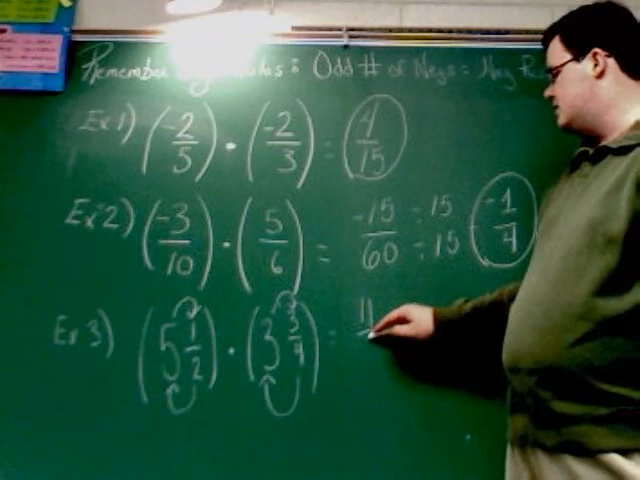 Remember : Odd # of Negs = Neg
Ex 1) (-2/5) · (-2/3) = 4/15
Ex 2) (-3/10) · (5/6) = -15/60 ÷15/÷15 -1/4
Ex 3) (5 1/2) · (3 3/4) = 11